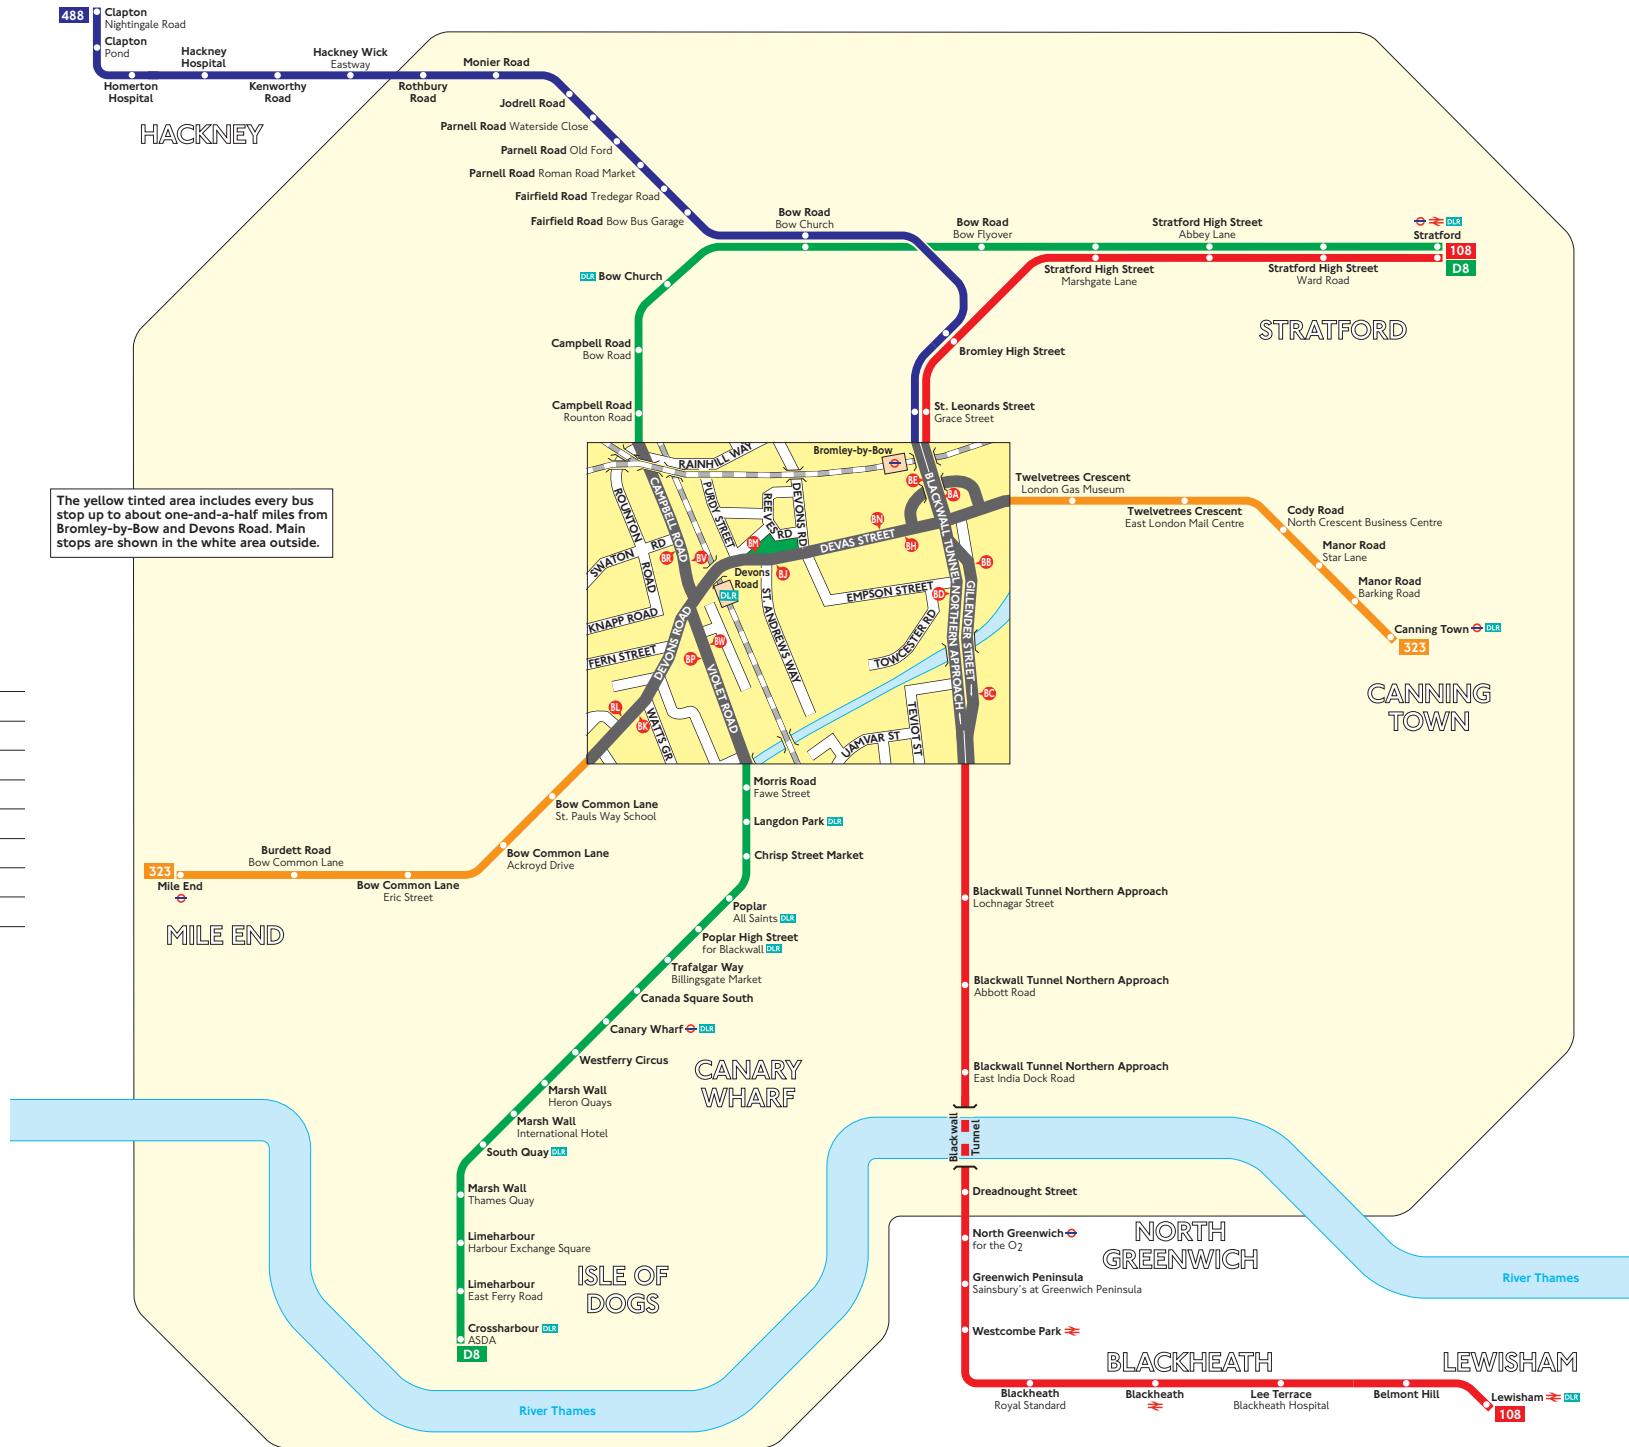 488
Clapton
Nightingale Road
Clapton
Pond
Homerton
Hospital
Hackney
Hospital
Kenworthy
Road
Hackney Wick
Eastway
Rothbury
Road
Monier Road
HACKNEY
Jodrell Road
Parnell Road Waterside Close
Parnell Road Old Ford
Parnell Road Roman Road Market
Fairfield Road Tredegar Road
Fairfield Road Bow Bus Garage
Bow Road
Bow Church
Bow Road
Bow Flyover
Stratford High Street
Abbey Lane
DLR
Stratford
108
D8
Stratford High Street
Marshgate Lane
Stratford High Street
Ward Road
STRATFORD
DLR Bow Church
Campbell Road
Bow Road
Campbell Road
Rounton Road
Bromley High Street
St. Leonards Street
Grace Street
The yellow tinted area includes every bus
stop up to about one-and-a-half miles from
Bromley-by-Bow and Devons Road. Main
stops are shown in the white area outside.
Bromley-by-Bow
RAINHILL WAY
ROUNTON
ROAD
CAMPBELL ROAD
PURDY STREET
REEVES
RD
DEVONS RD
SWATON
RD
DEVAS STREET
BLACKWALL TUNNEL NORTHERN APPROACH
GILLENDER STREET
EMPSON STREET
TOWCESTER RD
KNAPP ROAD
FERN STREET
DEVONS ROAD
VIOLET ROAD
ST. ANDREWS WAY
WATTS GR
UAMVAR ST
TEVIOT ST
Devons
Road
DLR
BE
BA
BN
BH
BM
BR
BV
BJ
BB
BD
BW
BP
BL
BK
BC
Twelvetrees Crescent
London Gas Museum
Twelvetrees Crescent
East London Mail Centre
Cody Road
North Crescent Business Centre
Manor Road
Star Lane
Manor Road
Barking Road
Canning Town DLR
323
CANNING
TOWN
Bow Common Lane
St. Pauls Way School
Bow Common Lane
Ackroyd Drive
Bow Common Lane
Eric Street
Burdett Road
Bow Common Lane
323
Mile End
MILE END
Morris Road
Fawe Street
Langdon Park DLR
Chrisp Street Market
Poplar
All Saints DLR
Poplar High Street
for Blackwall DLR
Trafalgar Way
Billingsgate Market
Canada Square South
Canary Wharf DLR
Westferry Circus
Marsh Wall
Heron Quays
Marsh Wall
International Hotel
South Quay DLR
Marsh Wall
Thames Quay
Limeharbour
Harbour Exchange Square
Limeharbour
East Ferry Road
Crossharbour DLR
ASDA
D8
CANARY
WHARF
ISLE OF
DOGS
Blackwall Tunnel Northern Approach
Lochnagar Street
Blackwall Tunnel Northern Approach
Abbott Road
Blackwall Tunnel Northern Approach
East India Dock Road
Blackwall
Tunnel
Dreadnought Street
North Greenwich
for the O2
Greenwich Peninsula
Sainsbury's at Greenwich Peninsula
Westcombe Park
NORTH
GREENWICH
River Thames
River Thames
BLACKHEATH
LEWISHAM
Blackheath
Royal Standard
Blackheath
Lee Terrace
Blackheath Hospital
Belmont Hill
Lewisham DLR
108